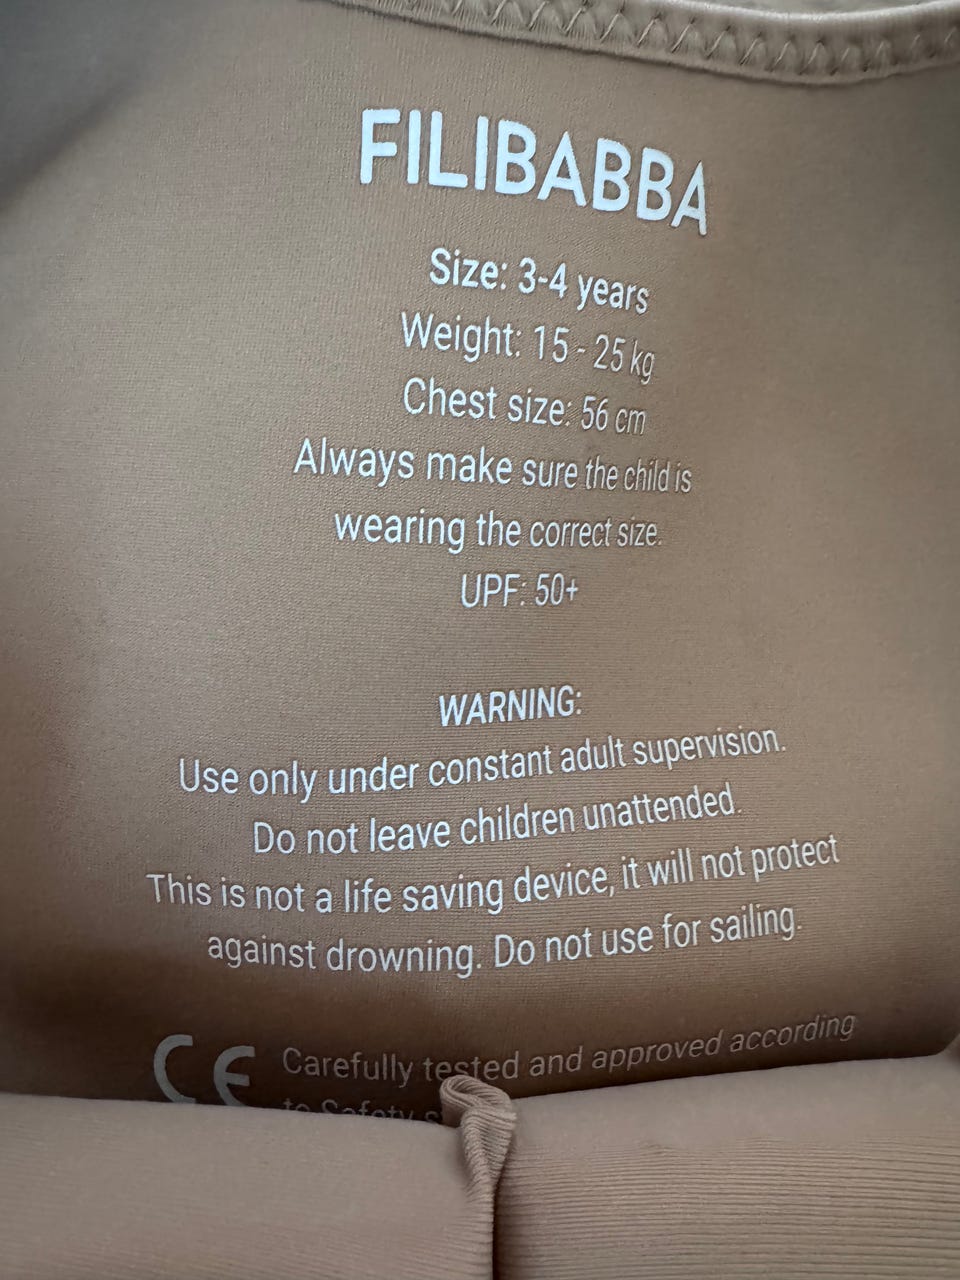 FILIBABBA
Size: 3-4 years
Weight: 15 - 25 kg
Chest size: 56 cm
Always make sure the child is
wearing the correct size.
UPF: 50+
WARNING:
Use only under constant adult supervision.
Do not leave children unattended.
This is not a life saving device, it will not protect
against drowning. Do not use for sailing.
CE Carefully tested and approved according
to Safety